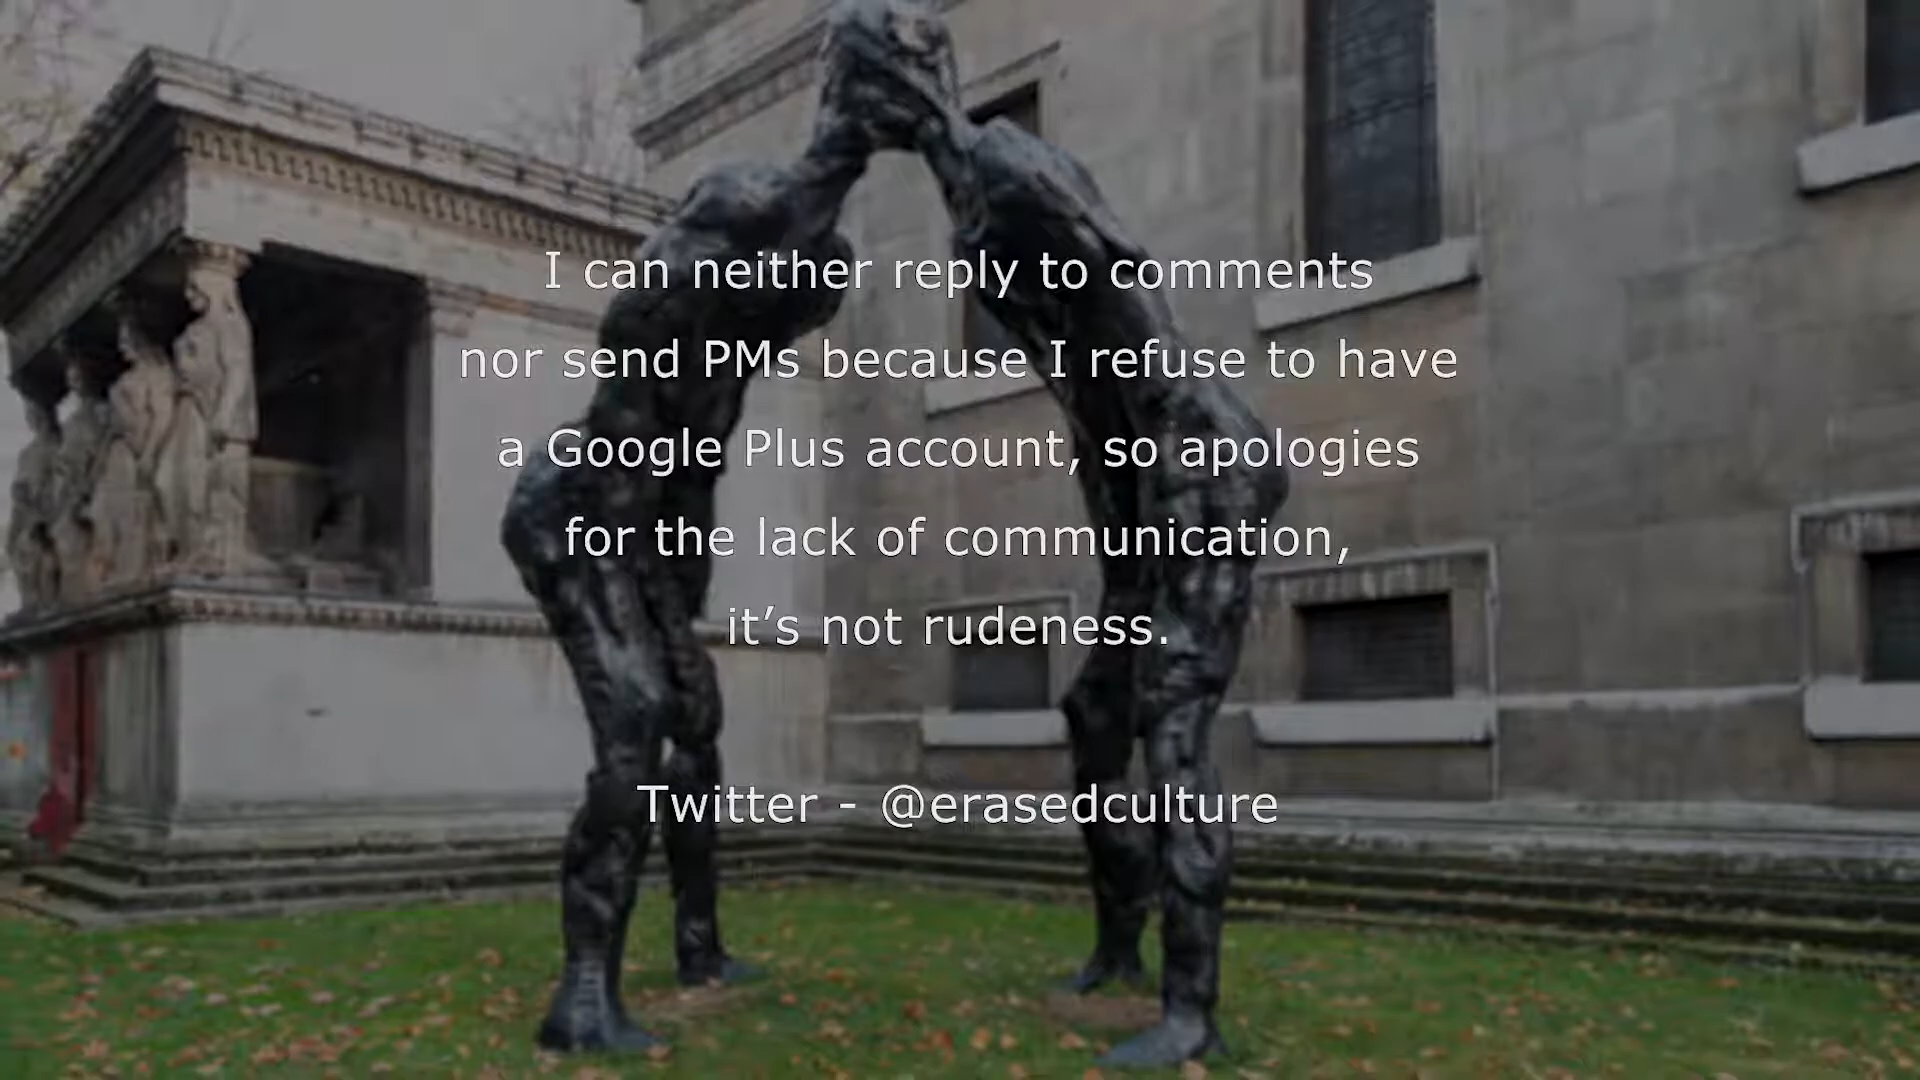 I can neither reply to comments
nor send PMs because I refuse to have
a Google Plus account, so apologies
for the lack of communication,
it’s not rudeness.
Twitter - @erasedculture